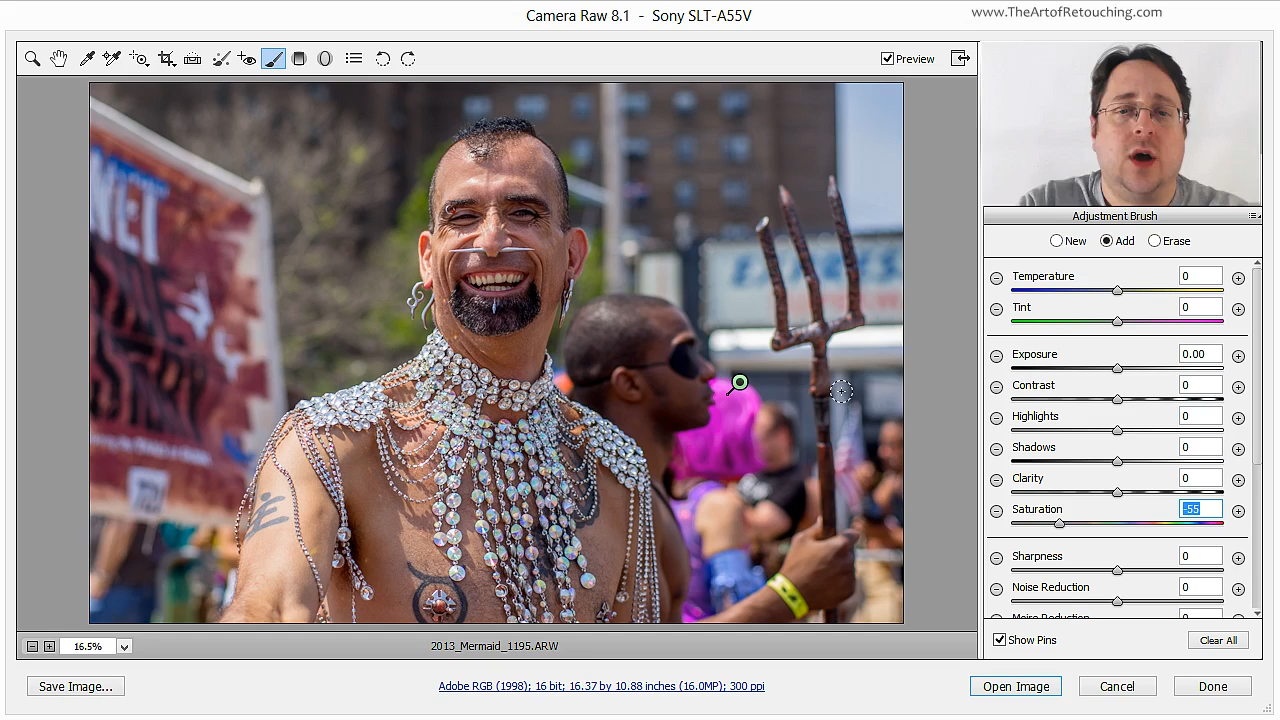 Camera Raw 8.1 - Sony SLT-A55V
www.TheArtofRetouching.com
Preview
Adjustment Brush
New Add Erase
Temperature 0
Tint 0
Exposure 0.00
Contrast 0
Highlights 0
Shadows 0
Clarity 0
Saturation -55
Sharpness 0
Noise Reduction 0
Moire Reduction
16.5%
2013_Mermaid_1195.ARW
Show Pins
Clear All
Save Image...
Adobe RGB (1998); 16 bit; 16.37 by 10.88 inches (16.0MP); 300 ppi
Open Image
Cancel
Done